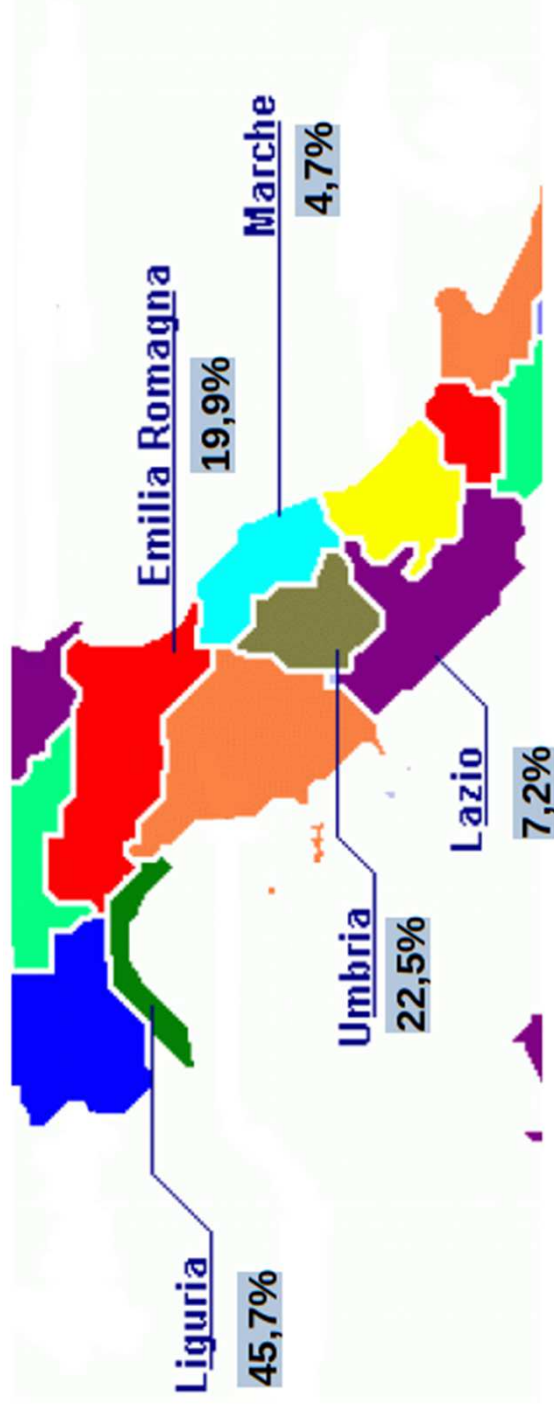 Liguria
45,7%
Emilia Romagna
19,9%
Marche
4,7%
Umbria
22,5%
Lazio
7,2%